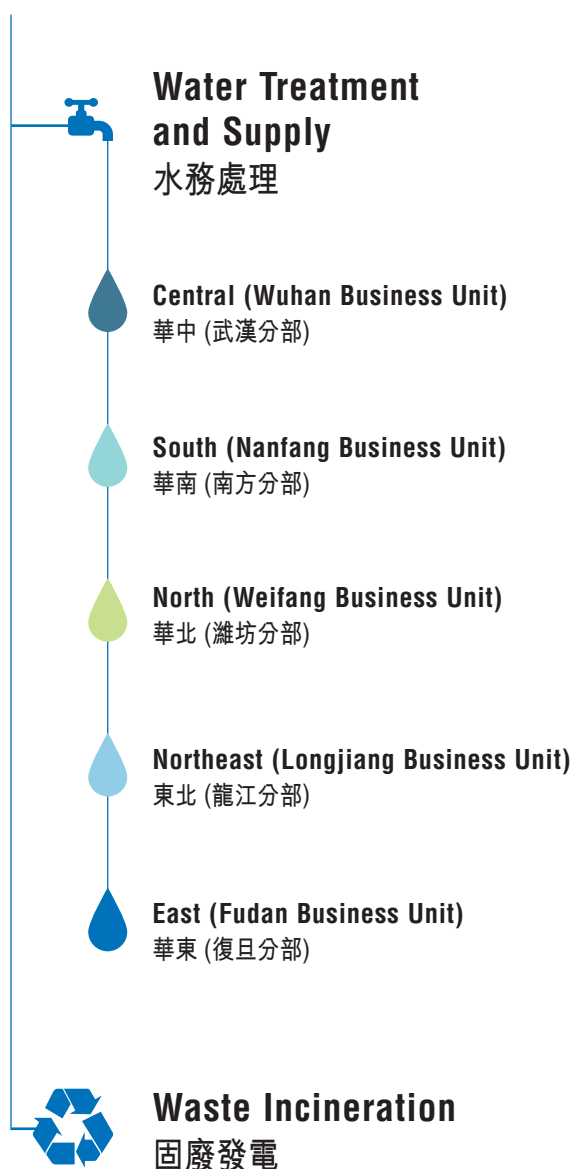 Water Treatment
and Supply
水務處理
Central (Wuhan Business Unit)
華中 (武漢分部)
South (Nanfang Business Unit)
華南 (南方分部)
North (Weifang Business Unit)
華北 (濰坊分部)
Northeast (Longjiang Business Unit)
東北 (龍江分部)
East (Fudan Business Unit)
華東 (復旦分部)
Waste Incineration
固廢發電